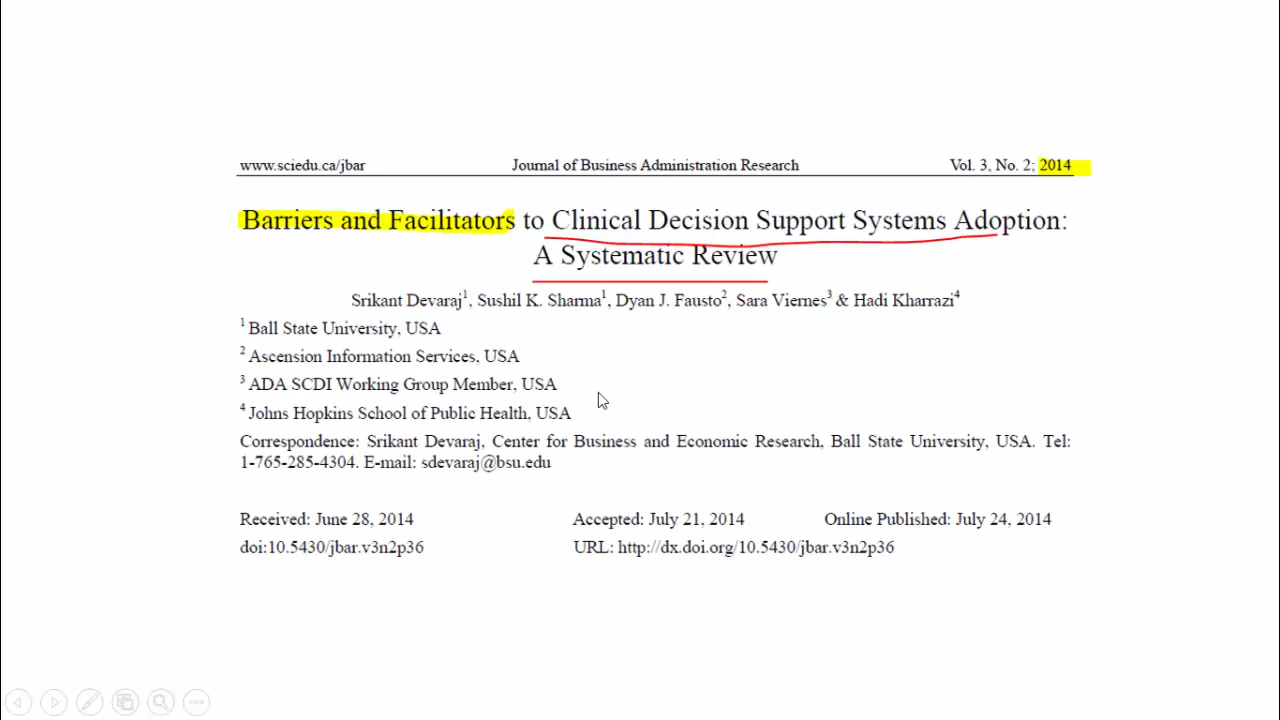 www.sciedu.ca/jbar Journal of Business Administration Research Vol. 3, No. 2; 2014
Barriers and Facilitators to Clinical Decision Support Systems Adoption:
A Systematic Review
Srikant Devaraj1, Sushil K. Sharma1, Dyan J. Fausto2, Sara Viernes3 & Hadi Kharrazi4
1 Ball State University, USA
2 Ascension Information Services, USA
3 ADA SCDI Working Group Member, USA
4 Johns Hopkins School of Public Health, USA
Correspondence: Srikant Devaraj, Center for Business and Economic Research, Ball State University, USA. Tel:
1-765-285-4304. E-mail: sdevaraj@bsu.edu
Received: June 28, 2014 Accepted: July 21, 2014 Online Published: July 24, 2014
doi:10.5430/jbar.v3n2p36 URL: http://dx.doi.org/10.5430/jbar.v3n2p36